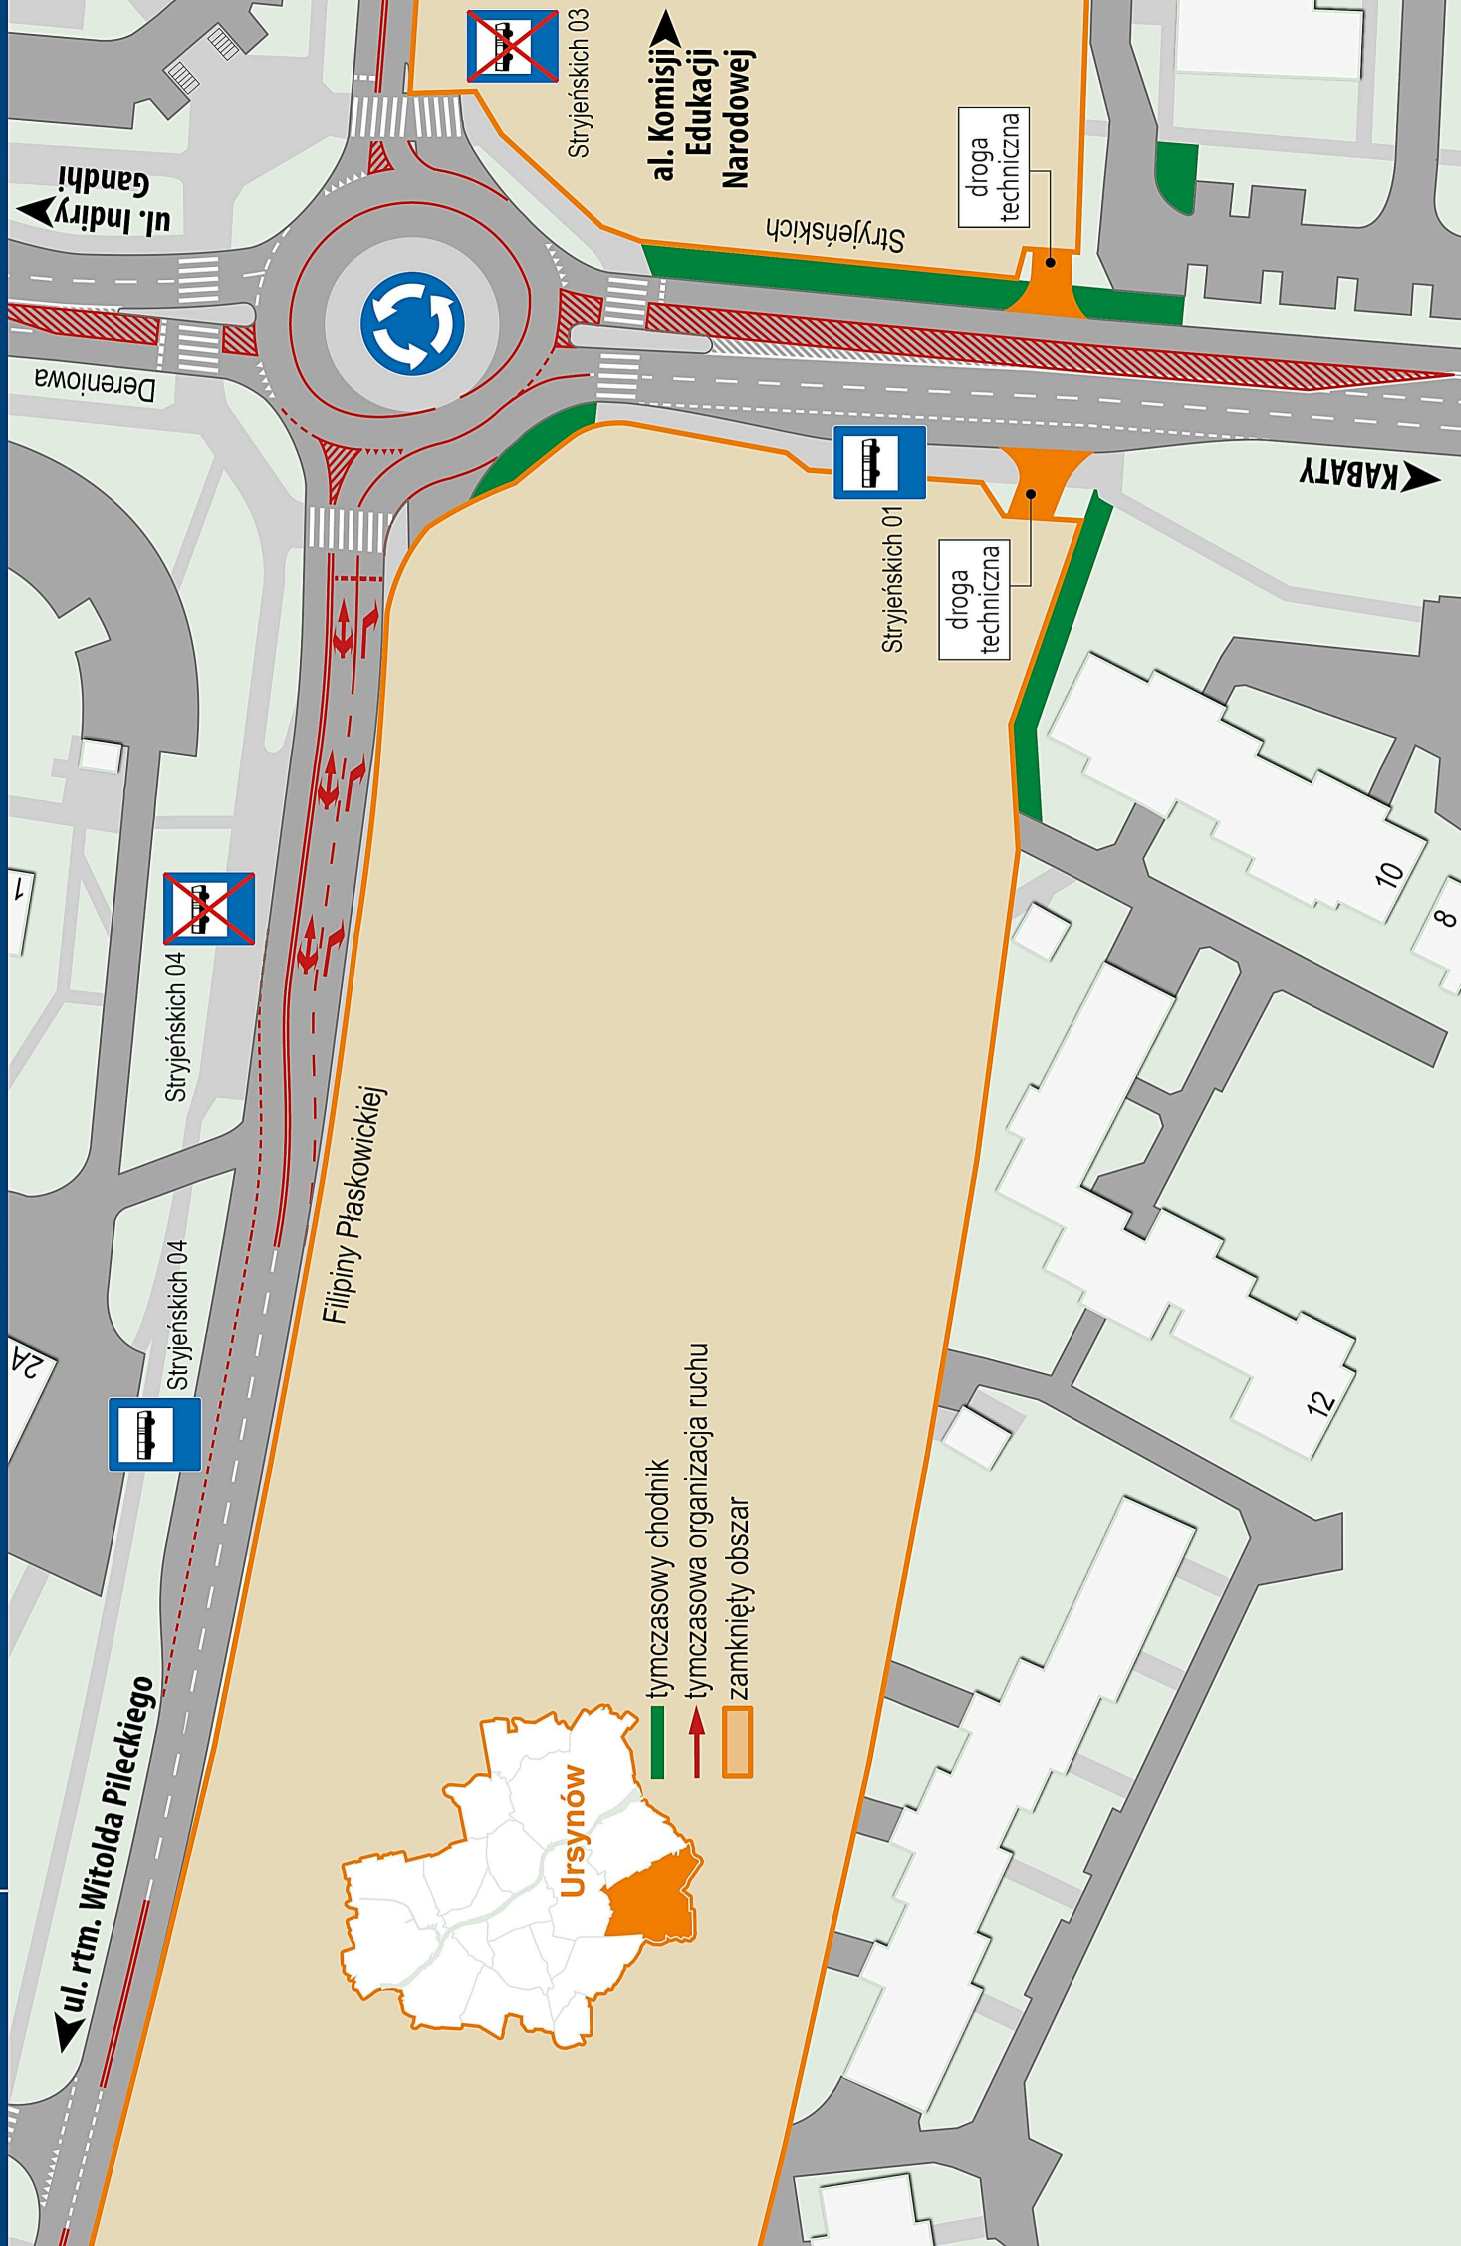 ul. rtm. Witolda Pileckiego
2A
Stryjeńskich 04
Stryjeńskich 04
1
Filipiny Płaskowickiej
Dereniowa
ul. Indiry
Gandhi
Stryjeńskich 03
al. Komisji
Edukacji
Narodowej
Stryjeńskich
droga
techniczna
Stryjeńskich 01
droga
techniczna
KABATY
Ursynów
tymczasowy chodnik
tymczasowa organizacja ruchu
zamknięty obszar
12
10
8